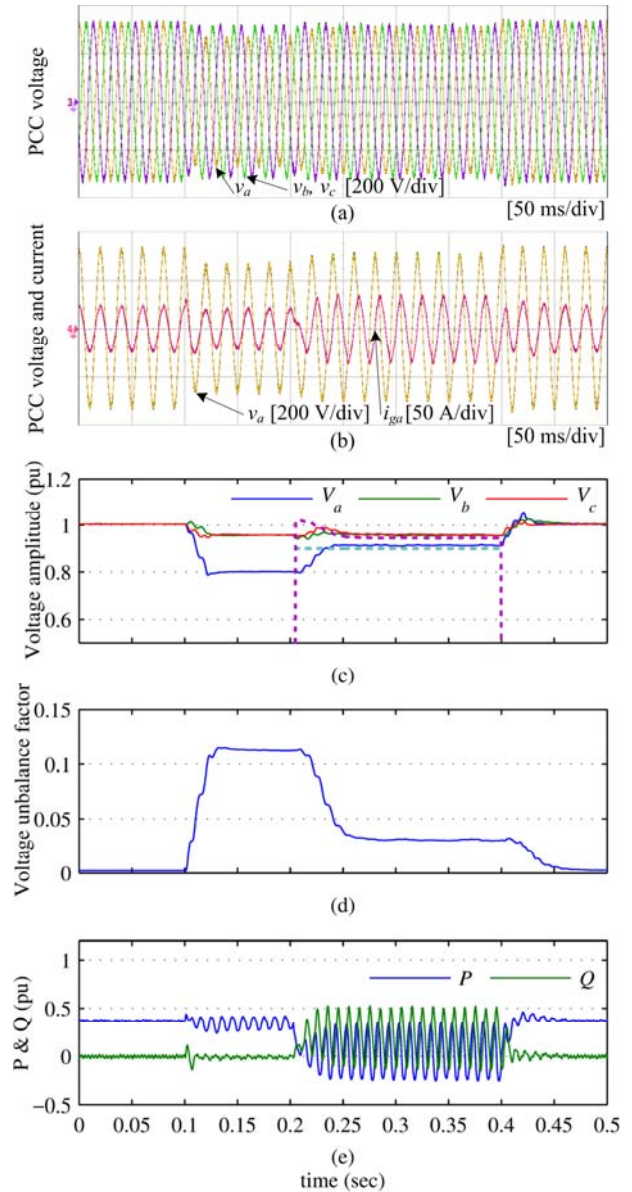 PCC voltage
v_a
v_b, v_c [200 V/div]
(a)
[50 ms/div]
PCC voltage and current
v_a [200 V/div]
i_ga [50 A/div]
(b)
[50 ms/div]
Voltage amplitude (pu)
1.2
1
0.8
0.6
V_a
V_b
V_c
(c)
Voltage unbalance factor
0.15
0.1
0.05
0
(d)
P & Q (pu)
1
0.5
0
−0.5
P
Q
0 0.05 0.1 0.15 0.2 0.25 0.3 0.35 0.4 0.45 0.5
(e)
time (sec)